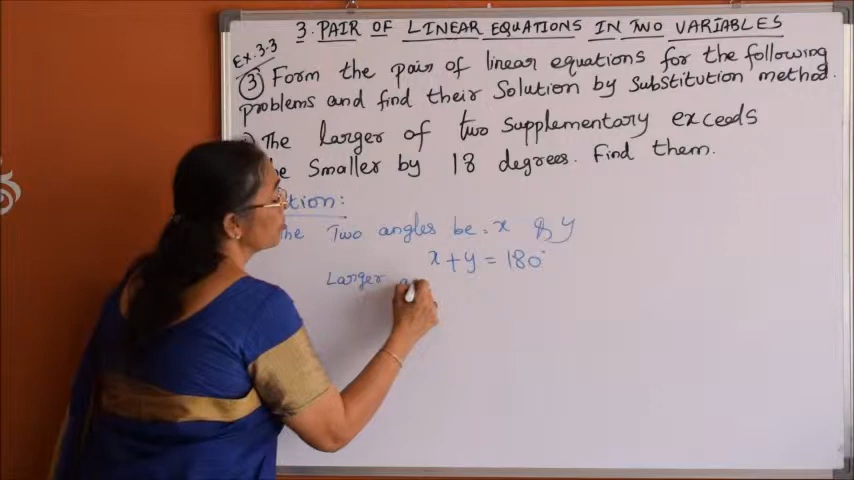 3. PAIR OF LINEAR EQUATIONS IN TWO VARIABLES
Ex. 3.3
3 Form the pair of linear equations for the following
problems and find their Solution by Substitution method.
The larger of two Supplementary exceeds
Smaller by 18 degrees. Find them.
tion:
Two angles be. x & y
x + y = 180°
Larger